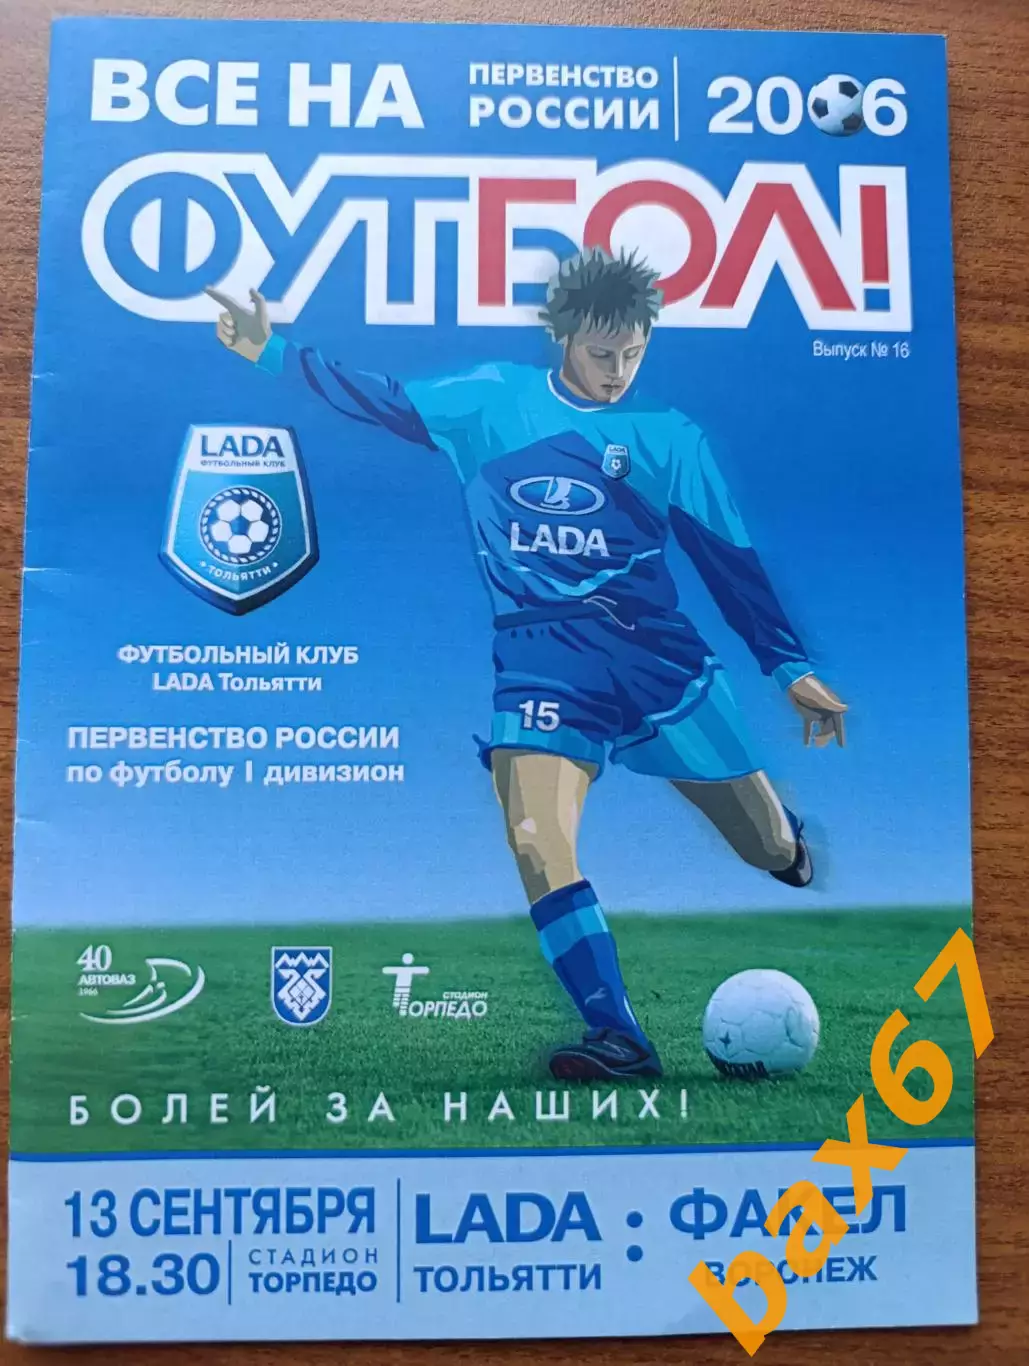 ВСЕ НА
ПЕРВЕНСТВО
РОССИИ
2006
ФУТБОЛ!
Выпуск № 16
LADA
ФУТБОЛЬНЫЙ КЛУБ
ТОЛЬЯТТИ
LADA
LADA
15
ФУТБОЛЬНЫЙ КЛУБ
LADA Тольятти
ПЕРВЕНСТВО РОССИИ
по футболу I дивизион
40
АВТОВАЗ
1966
СТАДИОН
ТОРПЕДО
БОЛЕЙ ЗА НАШИХ!
13 СЕНТЯБРЯ
18.30
СТАДИОН
ТОРПЕДО
LADA : ФАКЕЛ
ТОЛЬЯТТИ
ВОРОНЕЖ
bax67